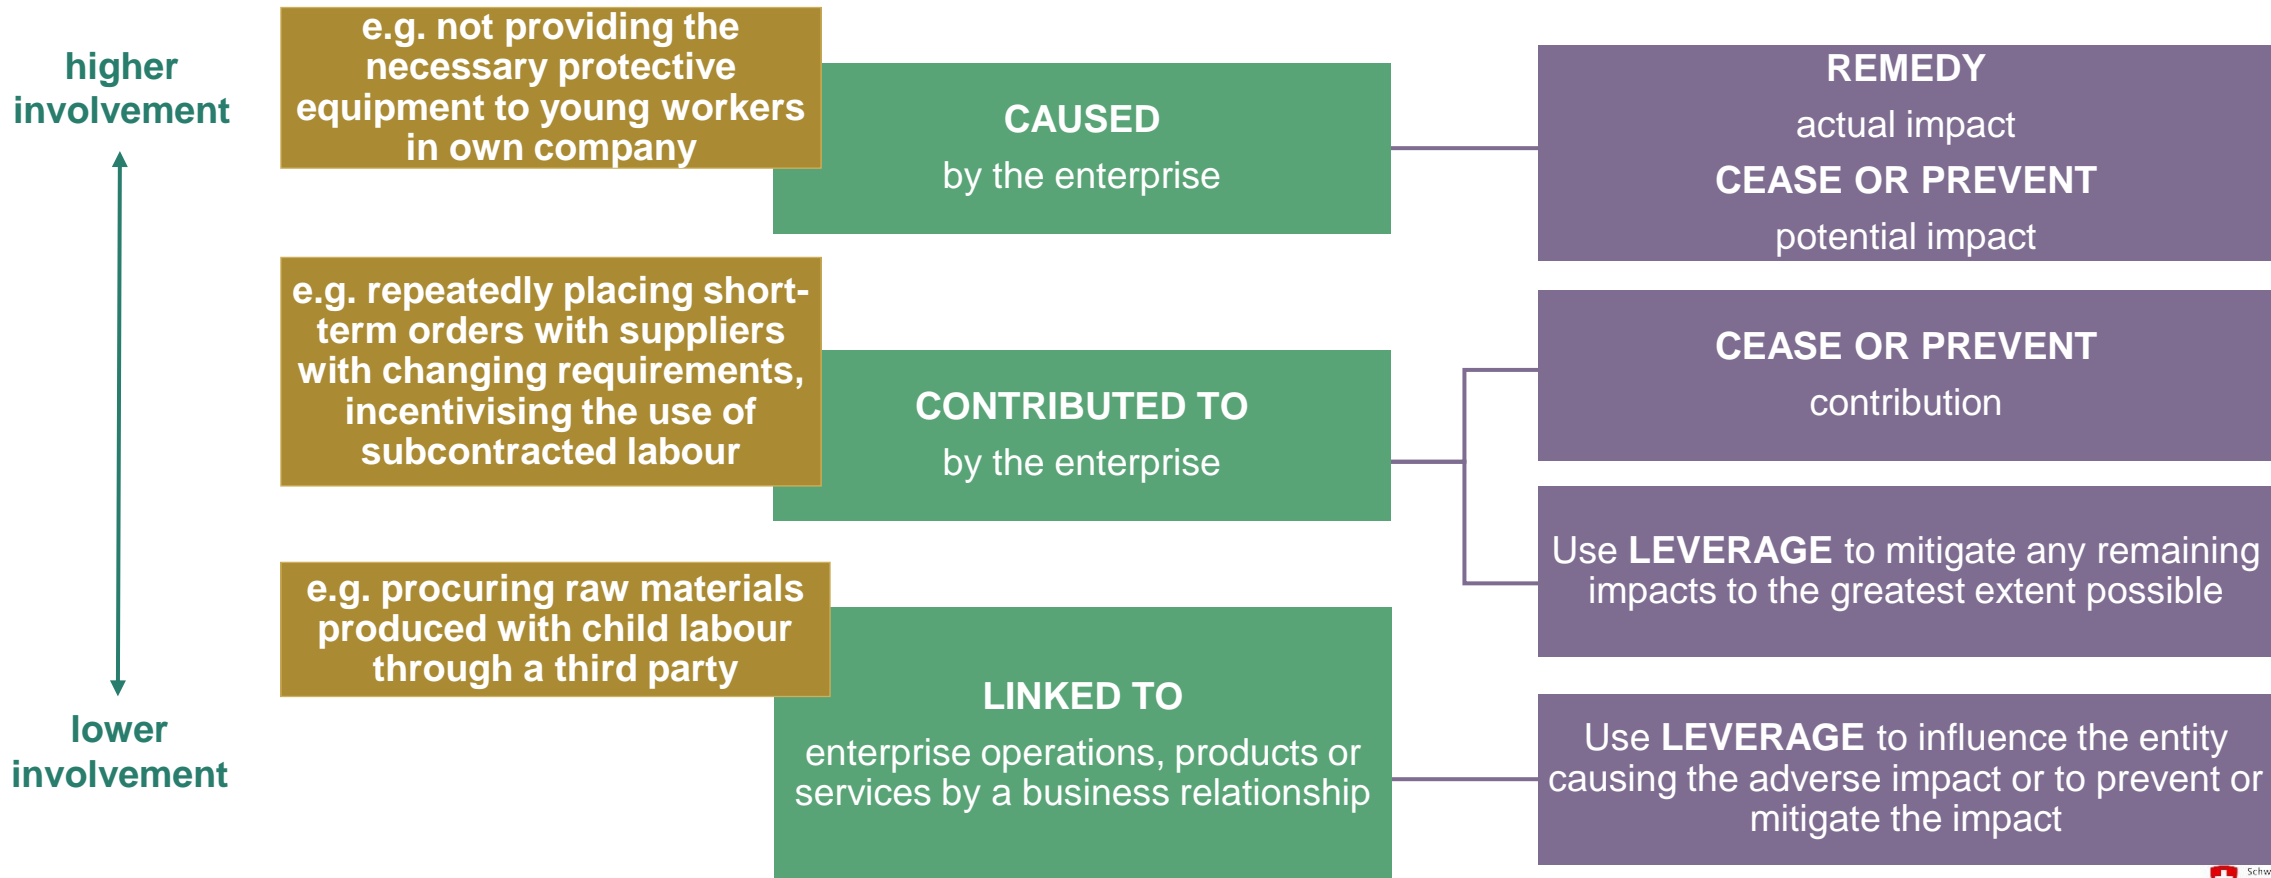 higher
involvement
lower
involvement
e.g. not providing the
necessary protective
equipment to young workers
in own company
CAUSED
by the enterprise
REMEDY
actual impact
CEASE OR PREVENT
potential impact
e.g. repeatedly placing short-
term orders with suppliers
with changing requirements,
incentivising the use of
subcontracted labour
CONTRIBUTED TO
by the enterprise
CEASE OR PREVENT
contribution
Use LEVERAGE to mitigate any remaining
impacts to the greatest extent possible
e.g. procuring raw materials
produced with child labour
through a third party
LINKED TO
enterprise operations, products or
services by a business relationship
Use LEVERAGE to influence the entity
causing the adverse impact or to prevent or
mitigate the impact